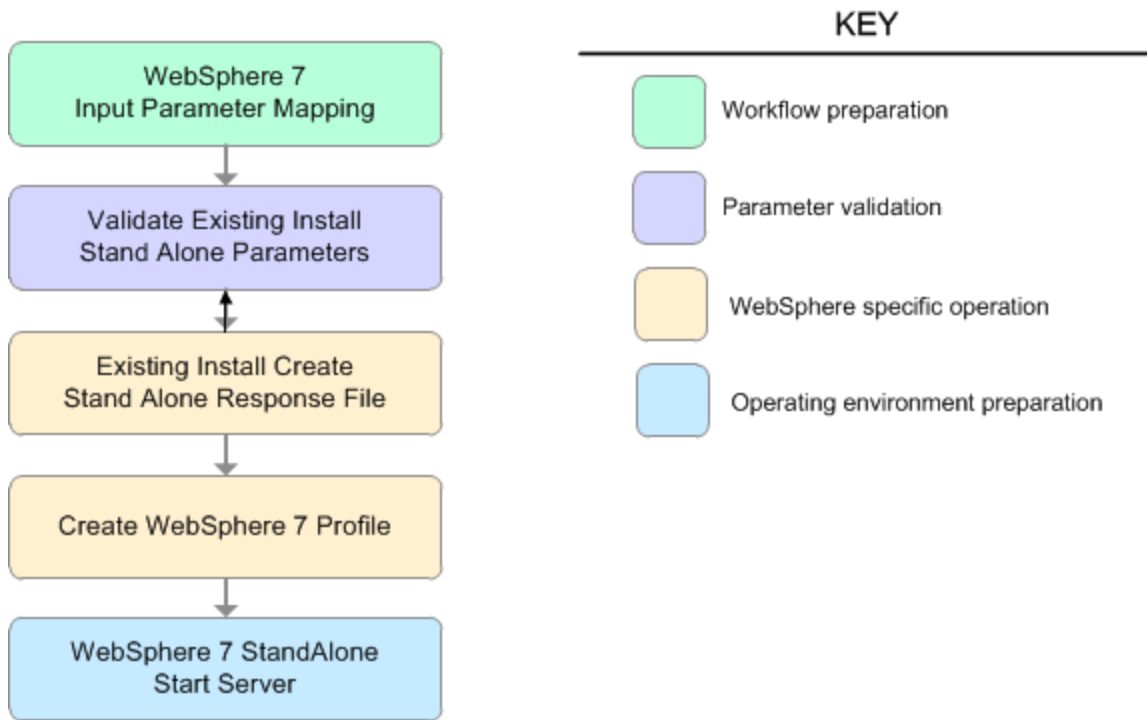 WebSphere 7
Input Parameter Mapping
Validate Existing Install
Stand Alone Parameters
Existing Install Create
Stand Alone Response File
Create WebSphere 7 Profile
WebSphere 7 StandAlone
Start Server
KEY
Workflow preparation
Parameter validation
WebSphere specific operation
Operating environment preparation